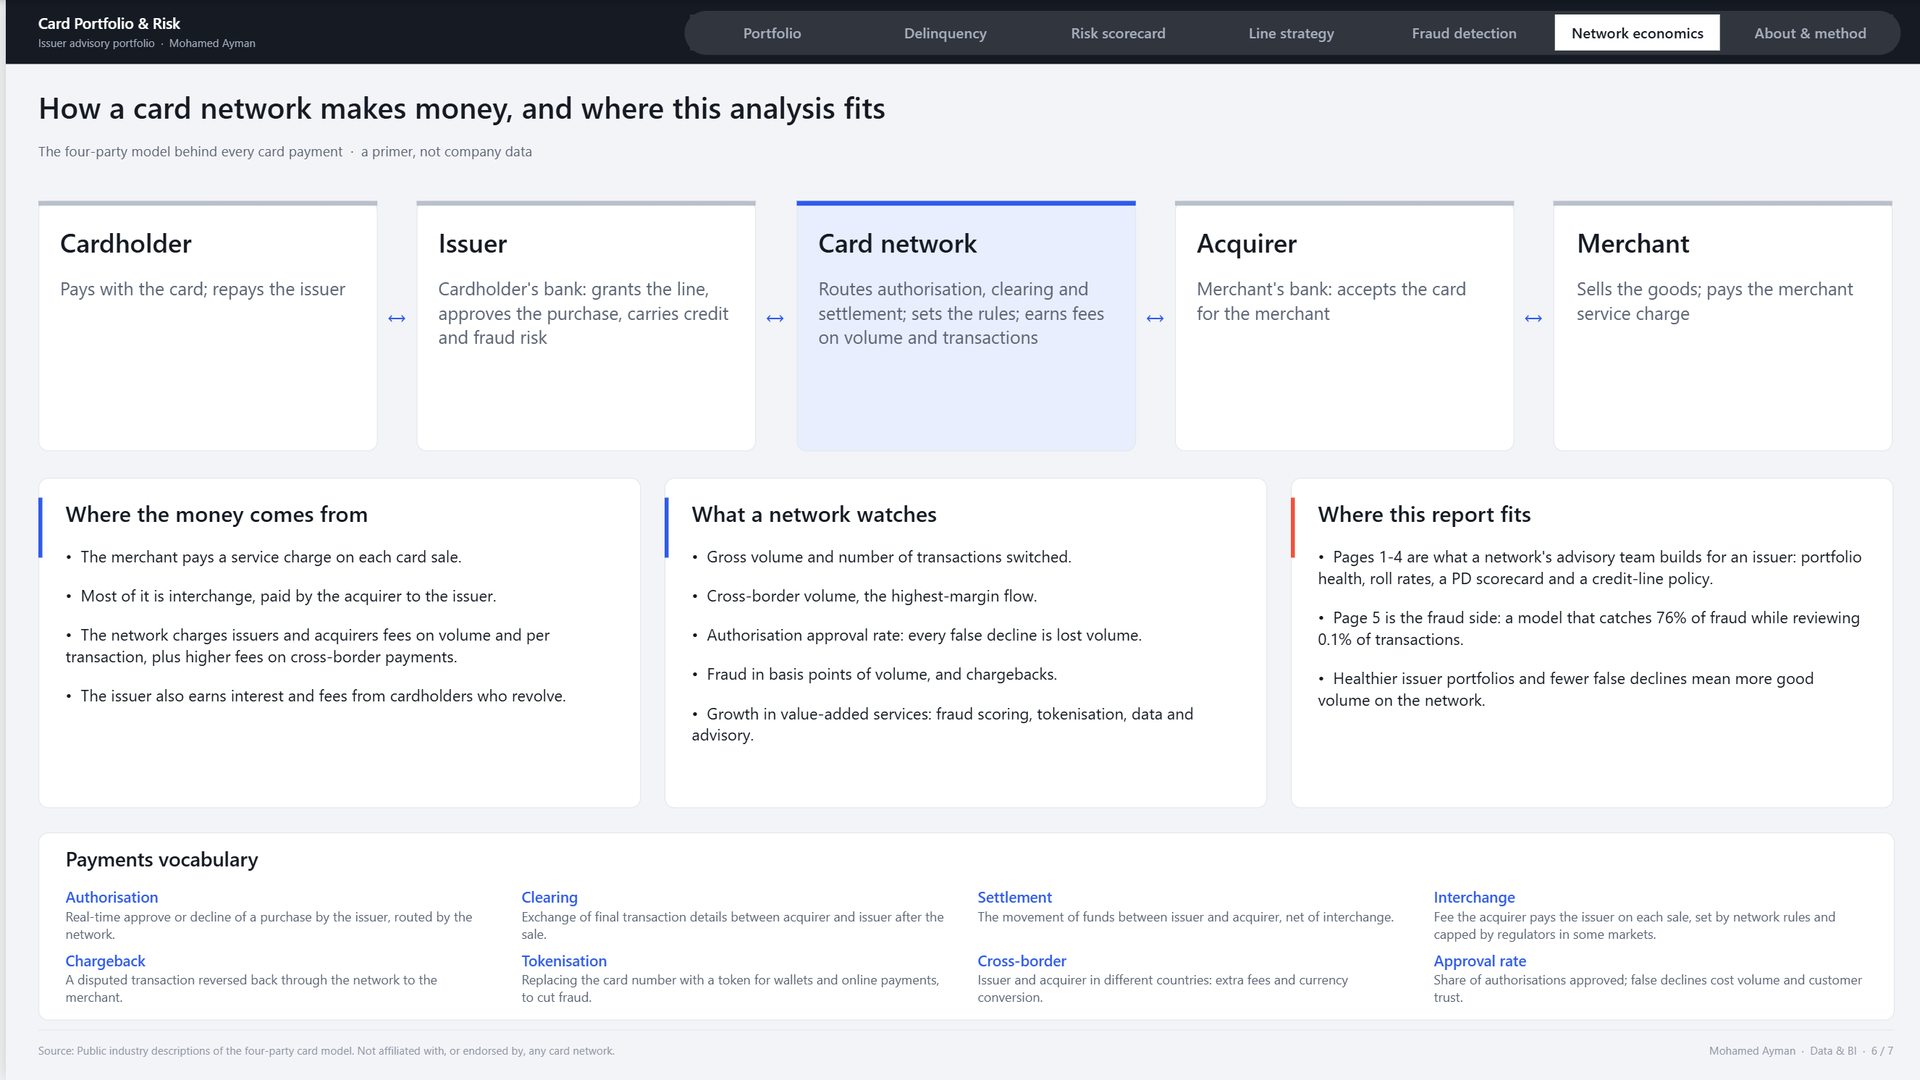 Card Portfolio & Risk
Issuer advisory portfolio · Mohamed Ayman
Portfolio
Delinquency
Risk scorecard
Line strategy
Fraud detection
Network economics
About & method
How a card network makes money, and where this analysis fits
The four-party model behind every card payment · a primer, not company data
Cardholder
Pays with the card; repays the issuer
↔
Issuer
Cardholder's bank: grants the line,
approves the purchase, carries credit
and fraud risk
↔
Card network
Routes authorisation, clearing and
settlement; sets the rules; earns fees
on volume and transactions
↔
Acquirer
Merchant's bank: accepts the card
for the merchant
↔
Merchant
Sells the goods; pays the merchant
service charge
Where the money comes from
• The merchant pays a service charge on each card sale.
• Most of it is interchange, paid by the acquirer to the issuer.
• The network charges issuers and acquirers fees on volume and per
transaction, plus higher fees on cross-border payments.
• The issuer also earns interest and fees from cardholders who revolve.
What a network watches
• Gross volume and number of transactions switched.
• Cross-border volume, the highest-margin flow.
• Authorisation approval rate: every false decline is lost volume.
• Fraud in basis points of volume, and chargebacks.
• Growth in value-added services: fraud scoring, tokenisation, data and
advisory.
Where this report fits
• Pages 1-4 are what a network's advisory team builds for an issuer: portfolio
health, roll rates, a PD scorecard and a credit-line policy.
• Page 5 is the fraud side: a model that catches 76% of fraud while reviewing
0.1% of transactions.
• Healthier issuer portfolios and fewer false declines mean more good
volume on the network.
Payments vocabulary
Authorisation
Real-time approve or decline of a purchase by the issuer, routed by the
network.
Clearing
Exchange of final transaction details between acquirer and issuer after the
sale.
Settlement
The movement of funds between issuer and acquirer, net of interchange.
Interchange
Fee the acquirer pays the issuer on each sale, set by network rules and
capped by regulators in some markets.
Chargeback
A disputed transaction reversed back through the network to the
merchant.
Tokenisation
Replacing the card number with a token for wallets and online payments,
to cut fraud.
Cross-border
Issuer and acquirer in different countries: extra fees and currency
conversion.
Approval rate
Share of authorisations approved; false declines cost volume and customer
trust.
Source: Public industry descriptions of the four-party card model. Not affiliated with, or endorsed by, any card network.
Mohamed Ayman · Data & BI · 6 / 7